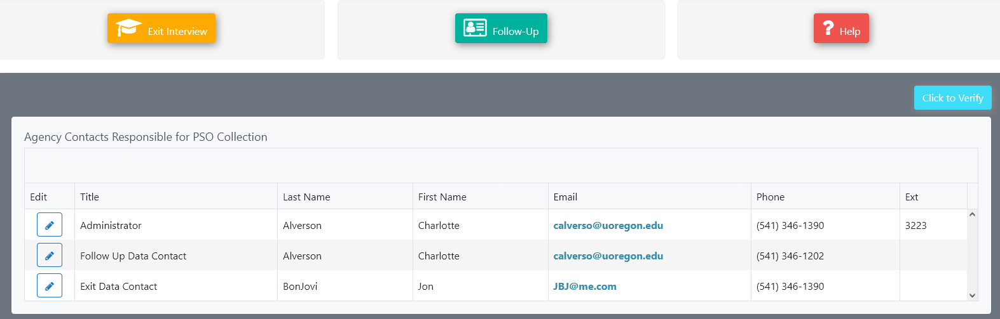 Exit Interview Follow-Up ? Help
Click to Verify
Agency Contacts Responsible for PSO Collection
Edit Title Last Name First Name Email Phone Ext
Administrator Alverson Charlotte calverso@uoregon.edu (541) 346-1390 3223
Follow Up Data Contact Alverson Charlotte calverso@uoregon.edu (541) 346-1202
Exit Data Contact BonJovi Jon JBJ@me.com (541) 346-1390